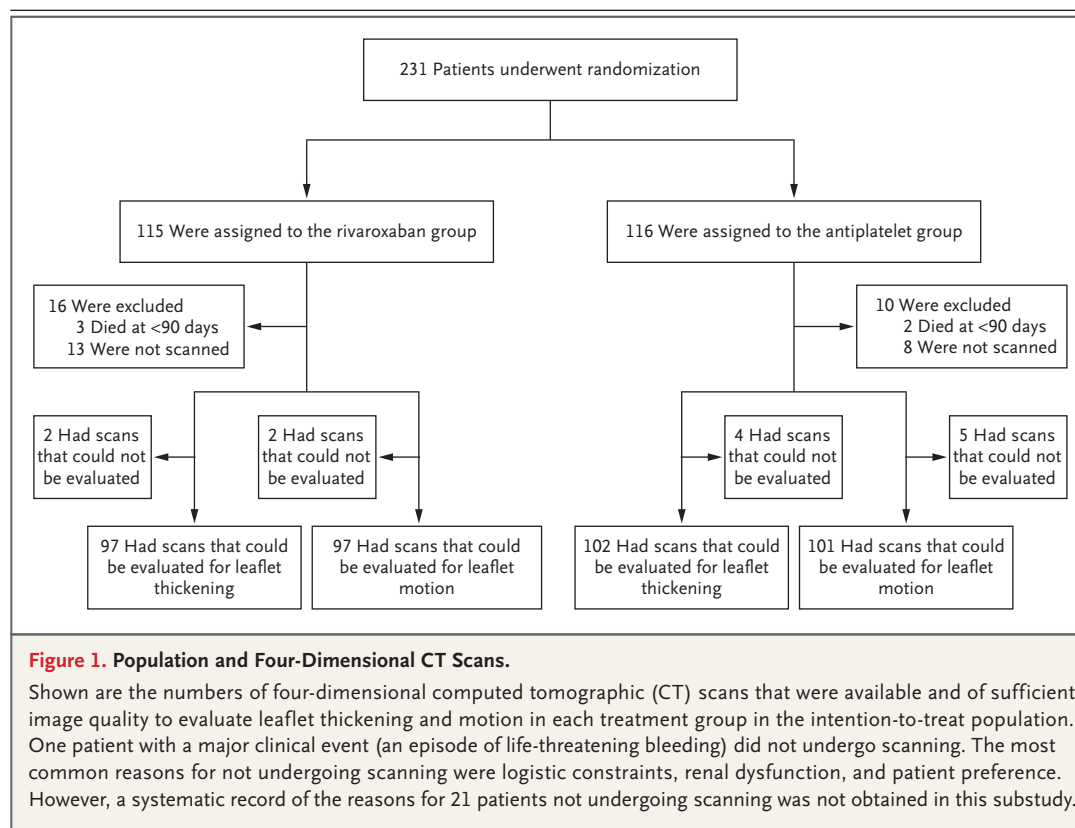 231 Patients underwent randomization
115 Were assigned to the rivaroxaban group
116 Were assigned to the antiplatelet group
16 Were excluded
3 Died at <90 days
13 Were not scanned
10 Were excluded
2 Died at <90 days
8 Were not scanned
2 Had scans
that could not
be evaluated
2 Had scans
that could not
be evaluated
4 Had scans
that could not
be evaluated
5 Had scans
that could not
be evaluated
97 Had scans that could
be evaluated for leaflet
thickening
97 Had scans that could
be evaluated for leaflet
motion
102 Had scans that could
be evaluated for leaflet
thickening
101 Had scans that could
be evaluated for leaflet
motion
Figure 1. Population and Four-Dimensional CT Scans.
Shown are the numbers of four-dimensional computed tomographic (CT) scans that were available and of sufficient
image quality to evaluate leaflet thickening and motion in each treatment group in the intention-to-treat population.
One patient with a major clinical event (an episode of life-threatening bleeding) did not undergo scanning. The most
common reasons for not undergoing scanning were logistic constraints, renal dysfunction, and patient preference.
However, a systematic record of the reasons for 21 patients not undergoing scanning was not obtained in this substudy.